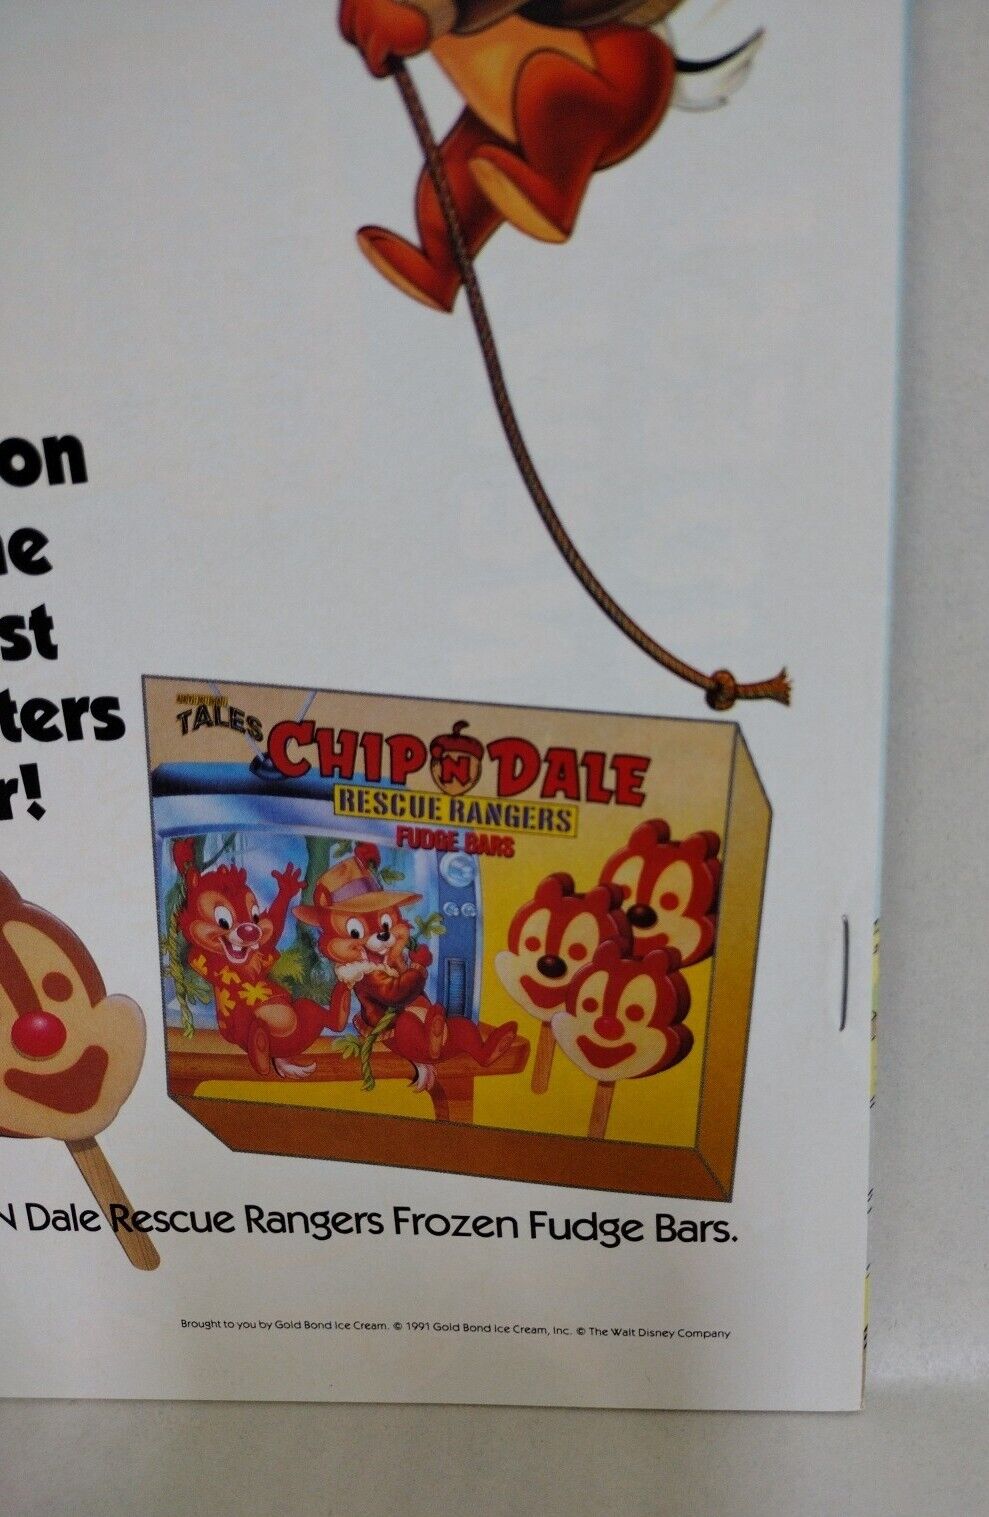 on
st
ters
r!
TALES
CHIP 'N' DALE
RESCUE RANGERS
FUDGE BARS
N Dale Rescue Rangers Frozen Fudge Bars.
Brought to you by Gold Bond Ice Cream. © 1991 Gold Bond Ice Cream, Inc. © The Walt Disney Company